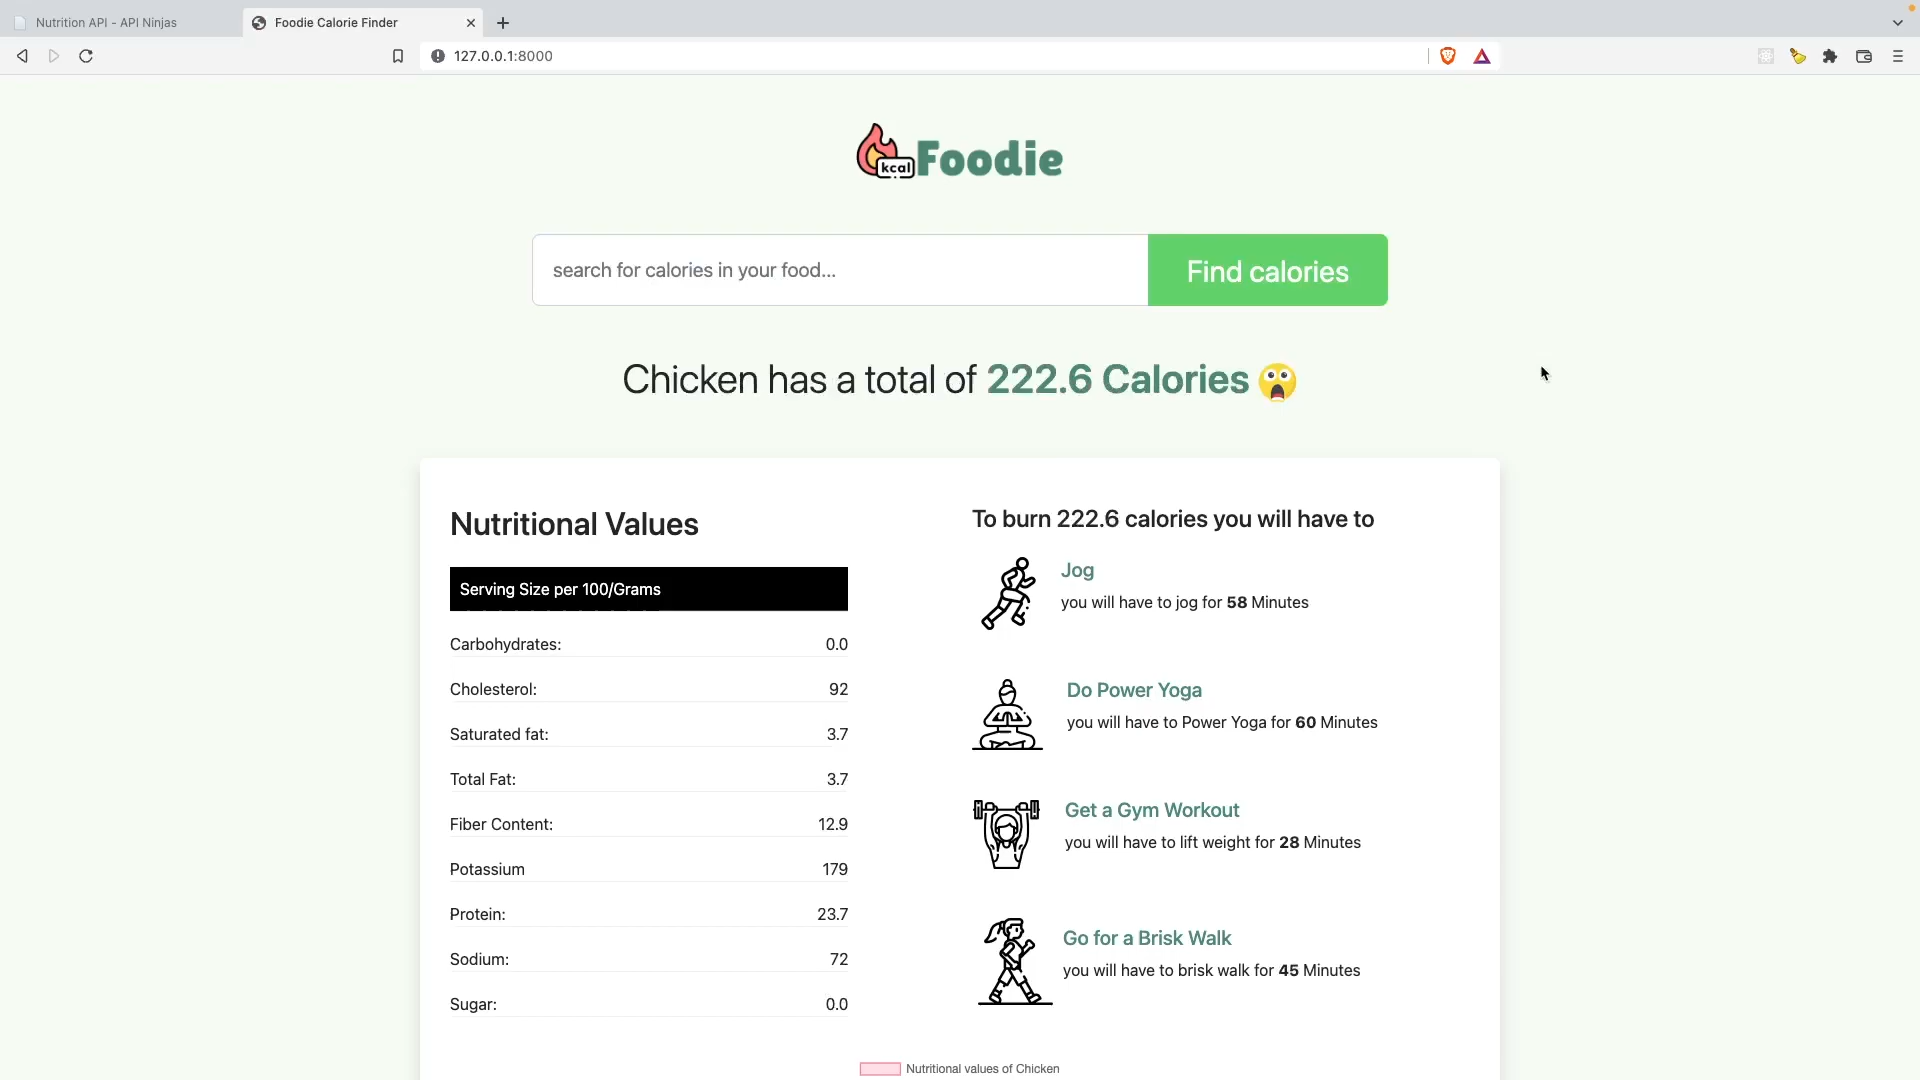 Nutrition API - API Ninjas
Foodie Calorie Finder
127.0.0.1:8000
kcal Foodie
search for calories in your food...
Find calories
Chicken has a total of 222.6 Calories 😲
Nutritional Values
Serving Size per 100/Grams
Carbohydrates: 0.0
Cholesterol: 92
Saturated fat: 3.7
Total Fat: 3.7
Fiber Content: 12.9
Potassium 179
Protein: 23.7
Sodium: 72
Sugar: 0.0
To burn 222.6 calories you will have to
Jog
you will have to jog for 58 Minutes
Do Power Yoga
you will have to Power Yoga for 60 Minutes
Get a Gym Workout
you will have to lift weight for 28 Minutes
Go for a Brisk Walk
you will have to brisk walk for 45 Minutes
Nutritional values of Chicken